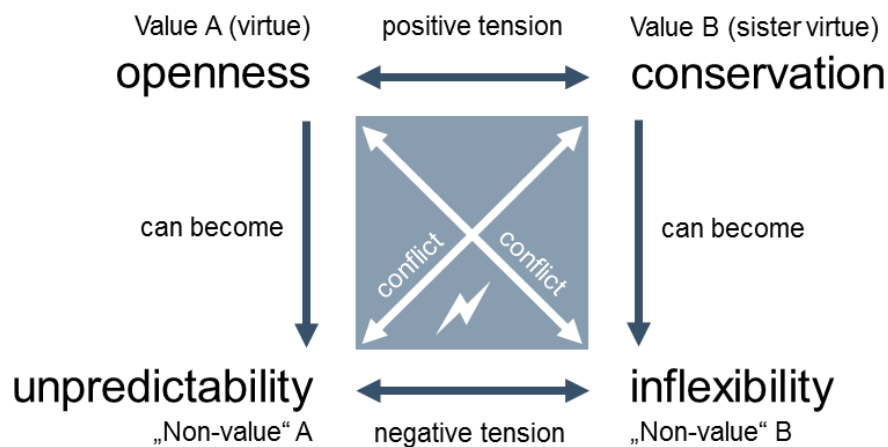 Value A (virtue) positive tension Value B (sister virtue)
openness conservation
can become can become
conflict conflict
unpredictability inflexibility
„Non-value“ A negative tension „Non-value“ B